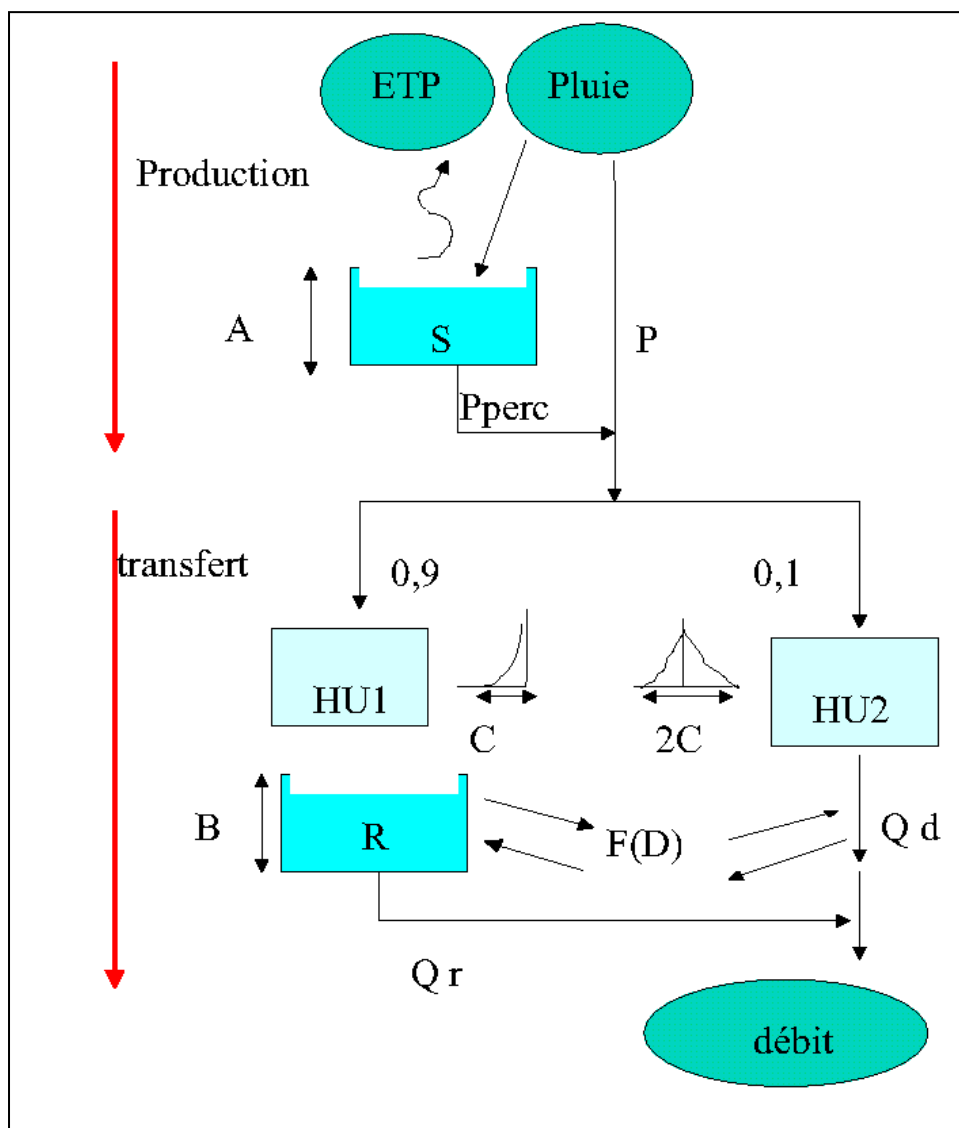 ETP
Pluie
Production
A
S
P
Pperc
transfert
0,9
0,1
HU1
C
2C
HU2
B
R
F(D)
Q d
Q r
débit